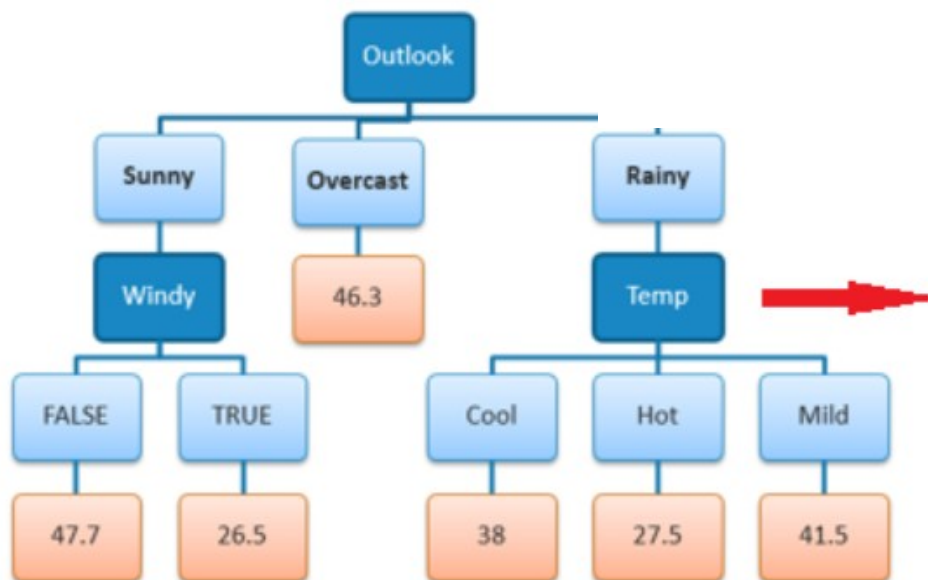 Outlook
Sunny
Overcast
Rainy
Windy
46.3
Temp
FALSE
TRUE
Cool
Hot
Mild
47.7
26.5
38
27.5
41.5